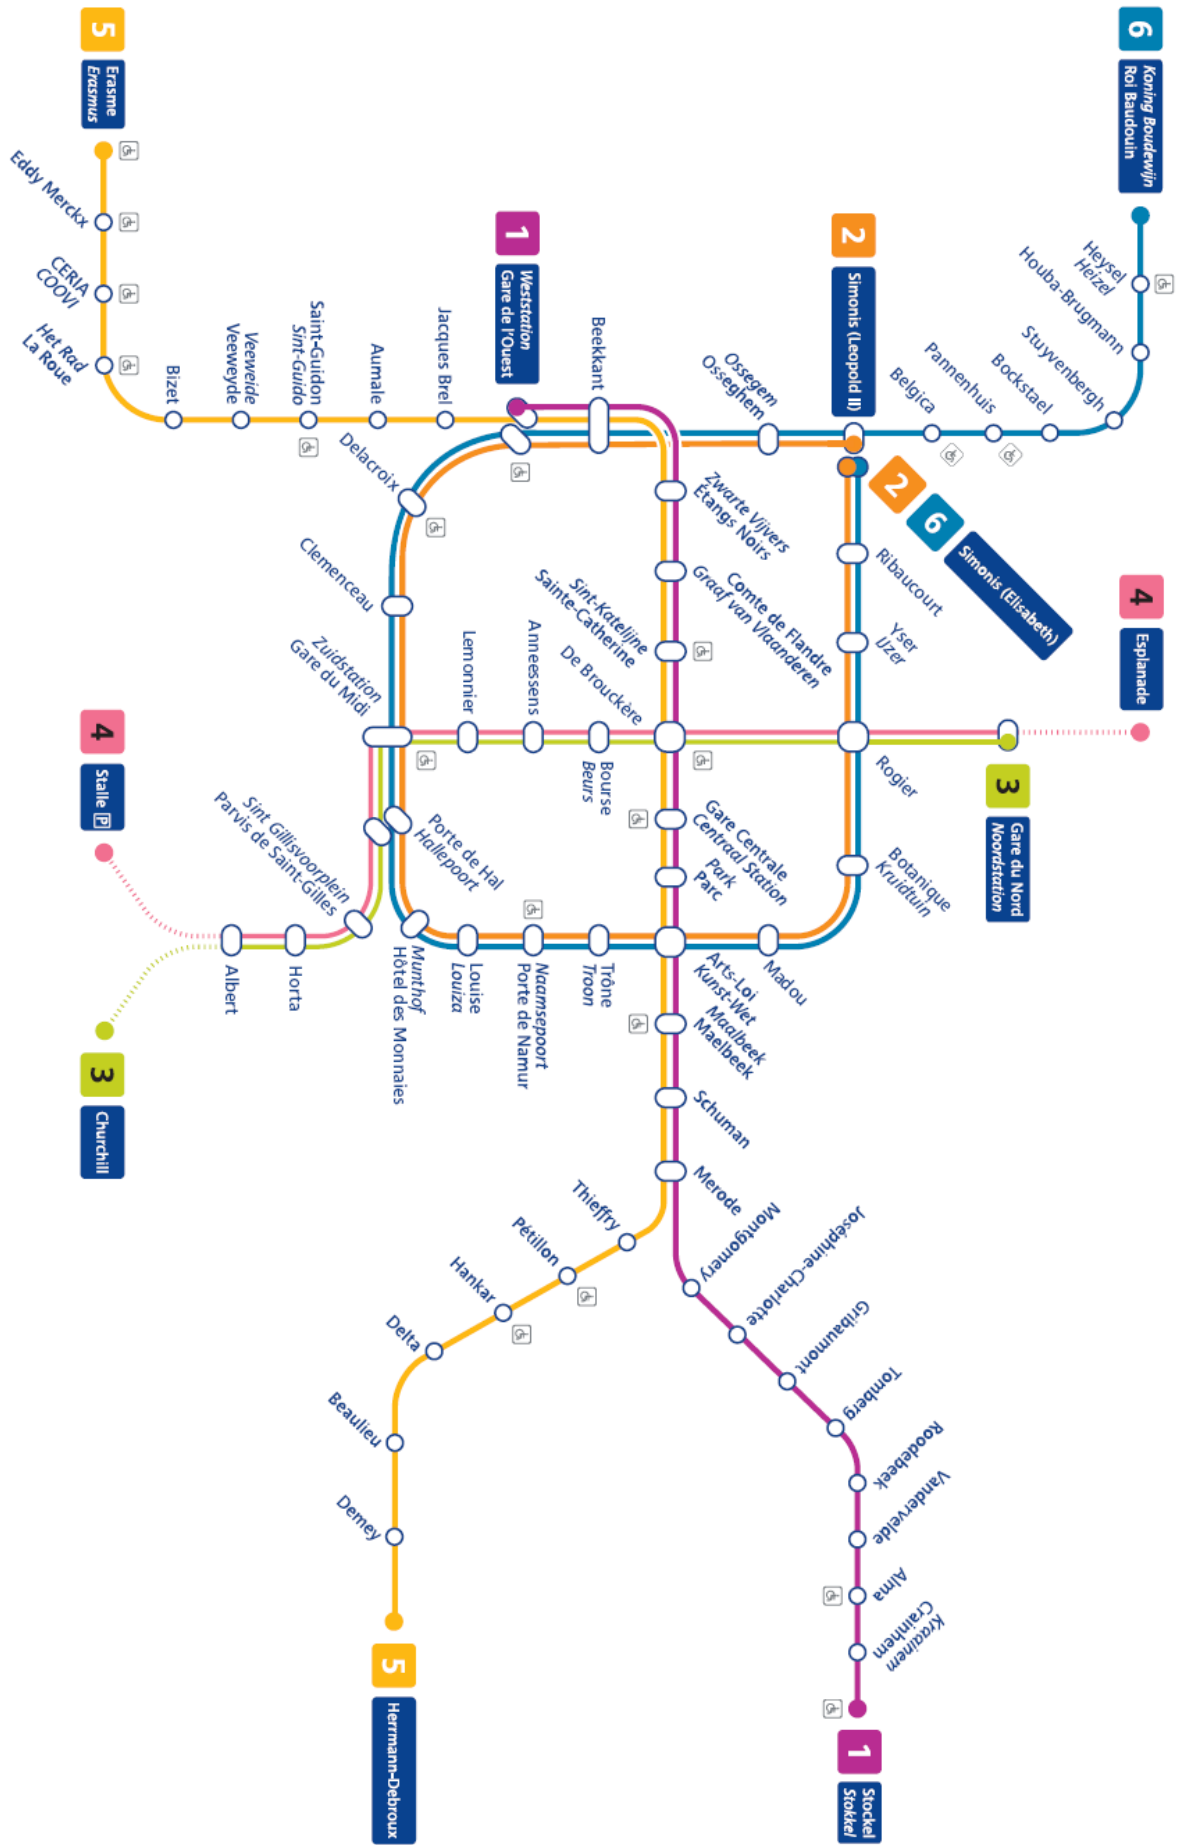 6
Koning Boudewijn
Roi Baudouin
Heysel
Heizel
Houba-Brugmann
Stuyvenbergh
Bockstael
Pannenhuis
Belgica
2
Simonis (Leopold II)
2
6
Simonis (Elisabeth)
Ossegem
Osseghem
Beekkant
1
Weststation
Gare de l'Ouest
5
Erasme
Erasmus
Eddy Merckx
CERIA
COOVI
Het Rad
La Roue
Bizet
Veeweide
Veeweyde
Saint-Guidon
Sint-Guido
Aumale
Jacques Brel
Delacroix
Clemenceau
Zuidstation
Gare du Midi
Lemonnier
Anneessens
Bourse
Beurs
De Brouckère
Sint-Katelijne
Sainte-Catherine
Comte de Flandre
Graaf van Vlaanderen
Zwarte Vijvers
Étangs Noirs
Ribaucourt
Yser
IJzer
Rogier
4
Esplanade
3
Gare du Nord
Noordstation
Botanique
Kruidtuin
Madou
Arts-Loi
Kunst-Wet
Park
Parc
Gare Centrale
Centraal Station
Trône
Troon
Naamsepoort
Porte de Namur
Louise
Louiza
Munthof
Hôtel des Monnaies
Porte de Hal
Hallepoort
Sint Gillisvoorplein
Parvis de Saint-Gilles
Horta
Albert
4
Stalle P
3
Churchill
Maalbeek
Maelbeek
Schuman
Merode
Montgomery
Joséphine-Charlotte
Gribaumont
Tomberg
Roodebeek
Vandervelde
Alma
Kraainem
Crainhem
1
Stockel
Stokkel
Thieffry
Pétillon
Hankar
Delta
Beaulieu
Demey
5
Herrmann-Debroux